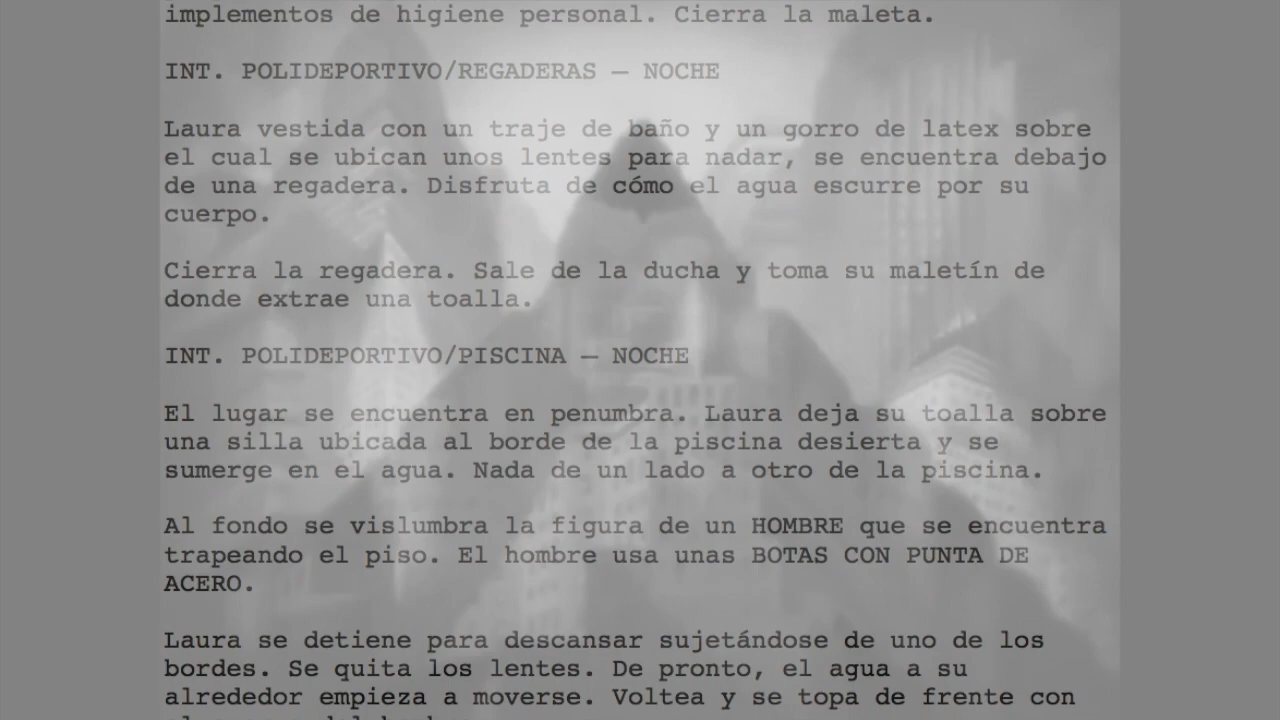 implementos de higiene personal. Cierra la maleta.
INT. POLIDEPORTIVO/REGADERAS – NOCHE
Laura vestida con un traje de baño y un gorro de latex sobre
el cual se ubican unos lentes para nadar, se encuentra debajo
de una regadera. Disfruta de cómo el agua escurre por su
cuerpo.
Cierra la regadera. Sale de la ducha y toma su maletín de
donde extrae una toalla.
INT. POLIDEPORTIVO/PISCINA – NOCHE
El lugar se encuentra en penumbra. Laura deja su toalla sobre
una silla ubicada al borde de la piscina desierta y se
sumerge en el agua. Nada de un lado a otro de la piscina.
Al fondo se vislumbra la figura de un HOMBRE que se encuentra
trapeando el piso. El hombre usa unas BOTAS CON PUNTA DE
ACERO.
Laura se detiene para descansar sujetándose de uno de los
bordes. Se quita los lentes. De pronto, el agua a su
alrededor empieza a moverse. Voltea y se topa de frente con